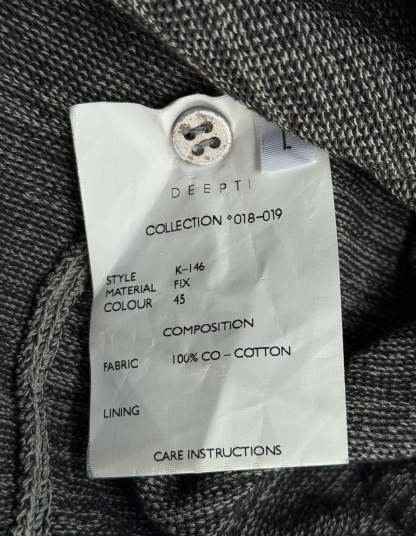 DEEPTI
COLLECTION °018-019
STYLE K-146
MATERIAL FIX
COLOUR 45
COMPOSITION
FABRIC 100% CO - COTTON
LINING
CARE INSTRUCTIONS